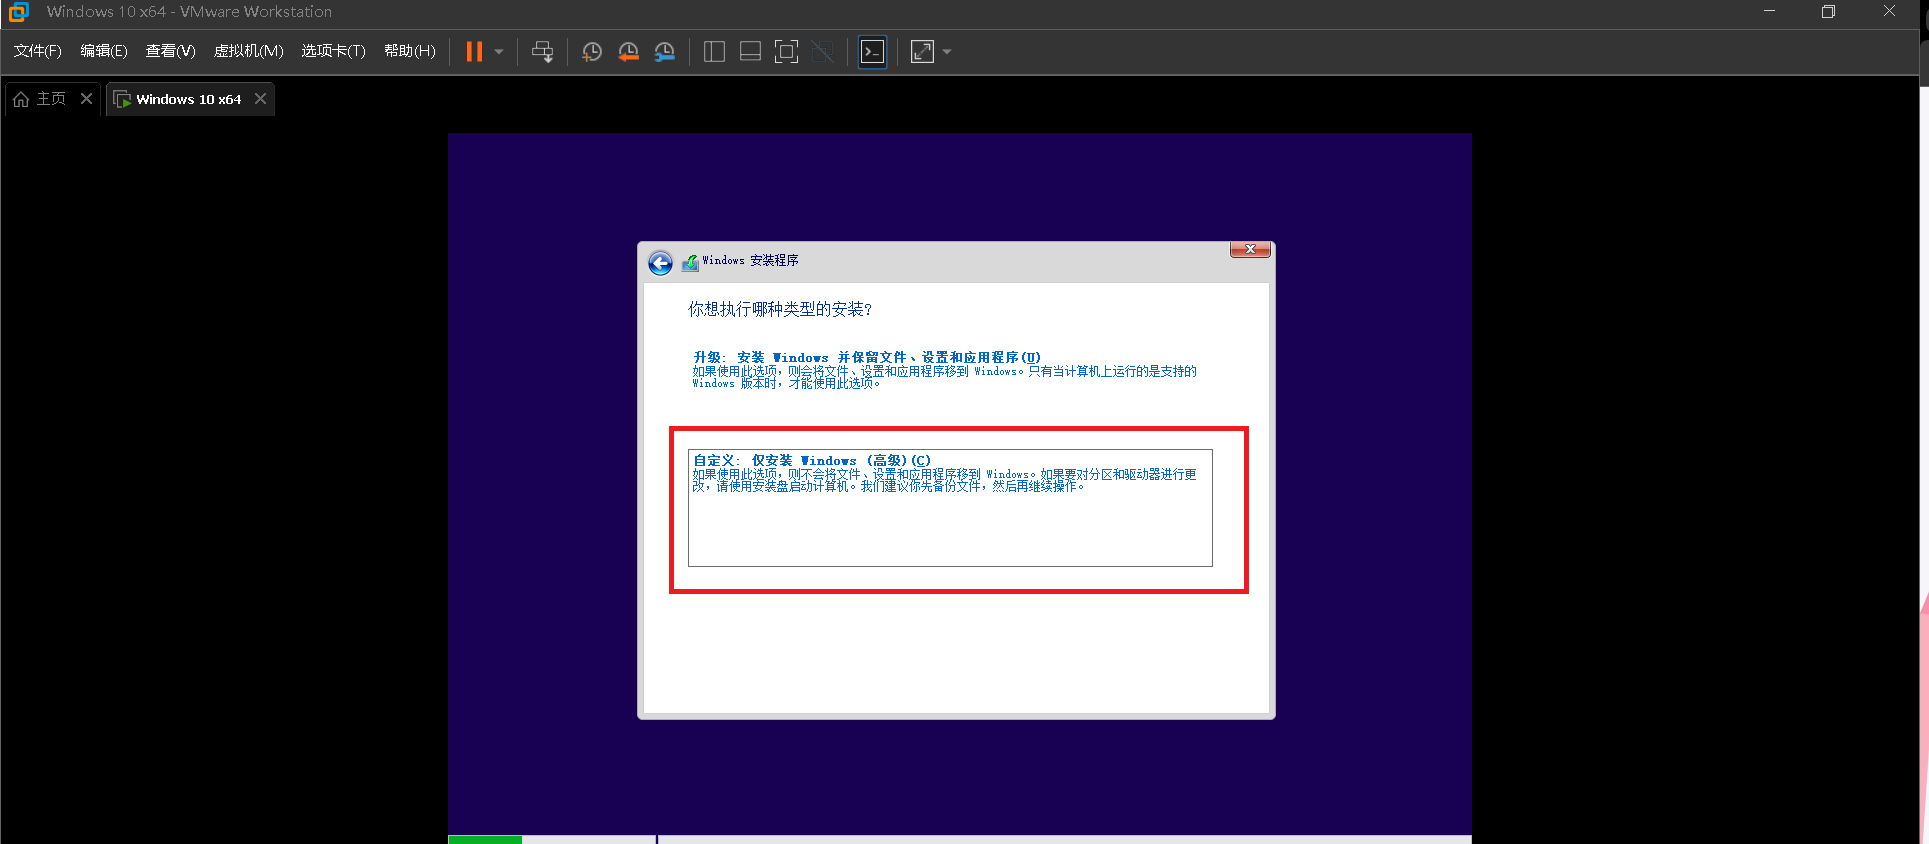 Windows 10 x64 - VMware Workstation
文件(F) 编辑(E) 查看(V) 虚拟机(M) 选项卡(T) 帮助(H)
主页 Windows 10 x64
Windows 安装程序
你想执行哪种类型的安装?
升级: 安装 Windows 并保留文件、设置和应用程序(U)
如果使用此选项，则会将文件、设置和应用程序移到 Windows。只有当计算机上运行的是支持的
Windows 版本时，才能使用此选项。
自定义: 仅安装 Windows (高级)(C)
如果使用此选项，则不会将文件、设置和应用程序移到 Windows。如果要对分区和驱动器进行更
改，请使用安装盘启动计算机。我们建议你先备份文件，然后再继续操作。